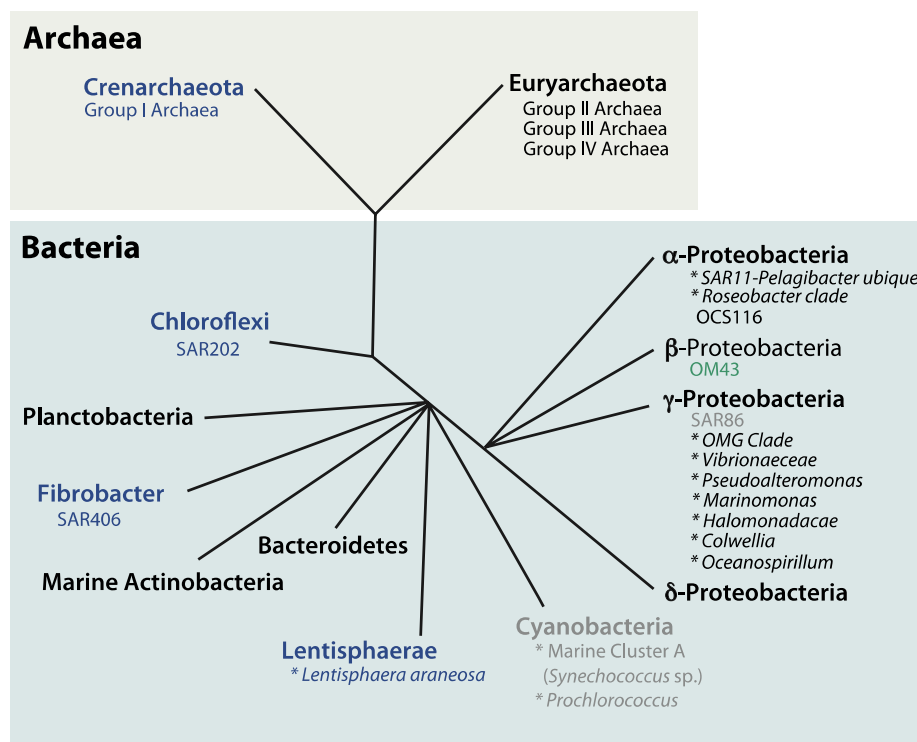 Archaea
Crenarchaeota
Group I Archaea
Euryarchaeota
Group II Archaea
Group III Archaea
Group IV Archaea
Bacteria
Chloroflexi
SAR202
Planctobacteria
Fibrobacter
SAR406
Marine Actinobacteria
Bacteroidetes
Lentisphaerae
* Lentisphaera araneosa
Cyanobacteria
* Marine Cluster A
(Synechococcus sp.)
* Prochlorococcus
α-Proteobacteria
* SAR11-Pelagibacter ubique
* Roseobacter clade
OCS116
β-Proteobacteria
OM43
γ-Proteobacteria
SAR86
* OMG Clade
* Vibrionaeceae
* Pseudoalteromonas
* Marinomonas
* Halomonadacae
* Colwellia
* Oceanospirillum
δ-Proteobacteria